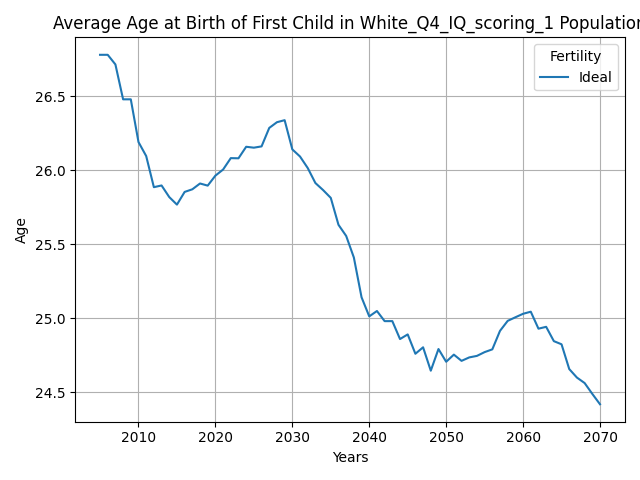 Average Age at Birth of First Child in White_Q4_IQ_scoring_1 Population
Fertility
Ideal
26.5
26.0
25.5
25.0
24.5
Age
2010 2020 2030 2040 2050 2060 2070
Years